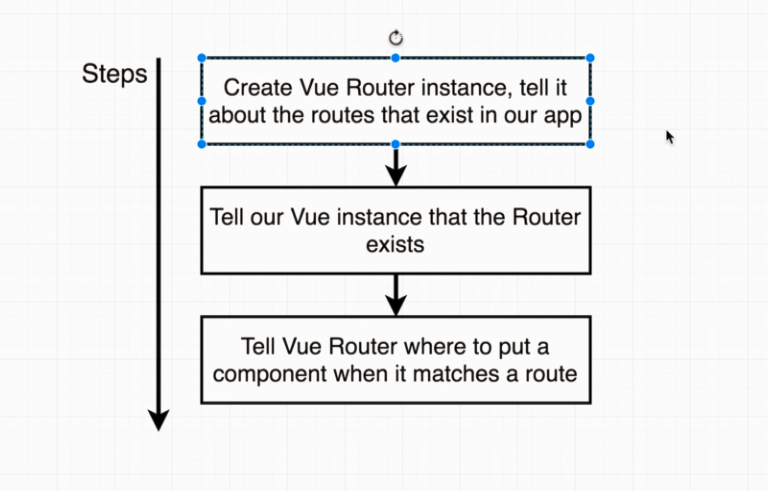 Steps
Create Vue Router instance, tell it
about the routes that exist in our app
Tell our Vue instance that the Router
exists
Tell Vue Router where to put a
component when it matches a route